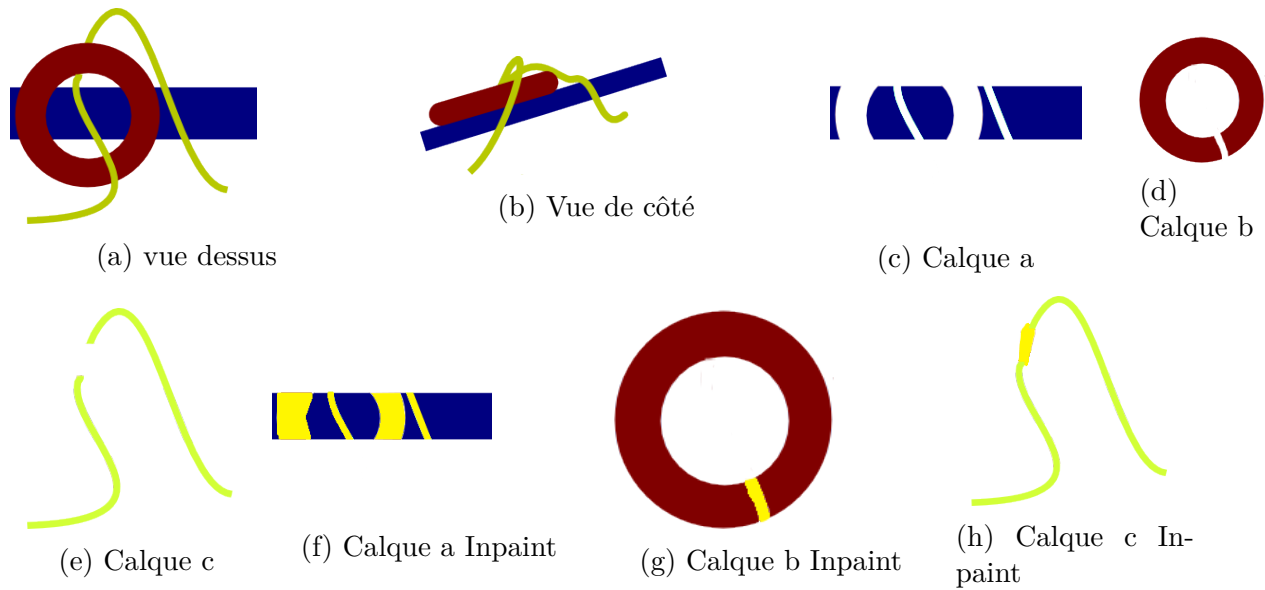 (a) vue dessus
(b) Vue de côté
(c) Calque a
(d)
Calque b
(e) Calque c
(f) Calque a Inpaint
(g) Calque b Inpaint
(h) Calque c In-
paint